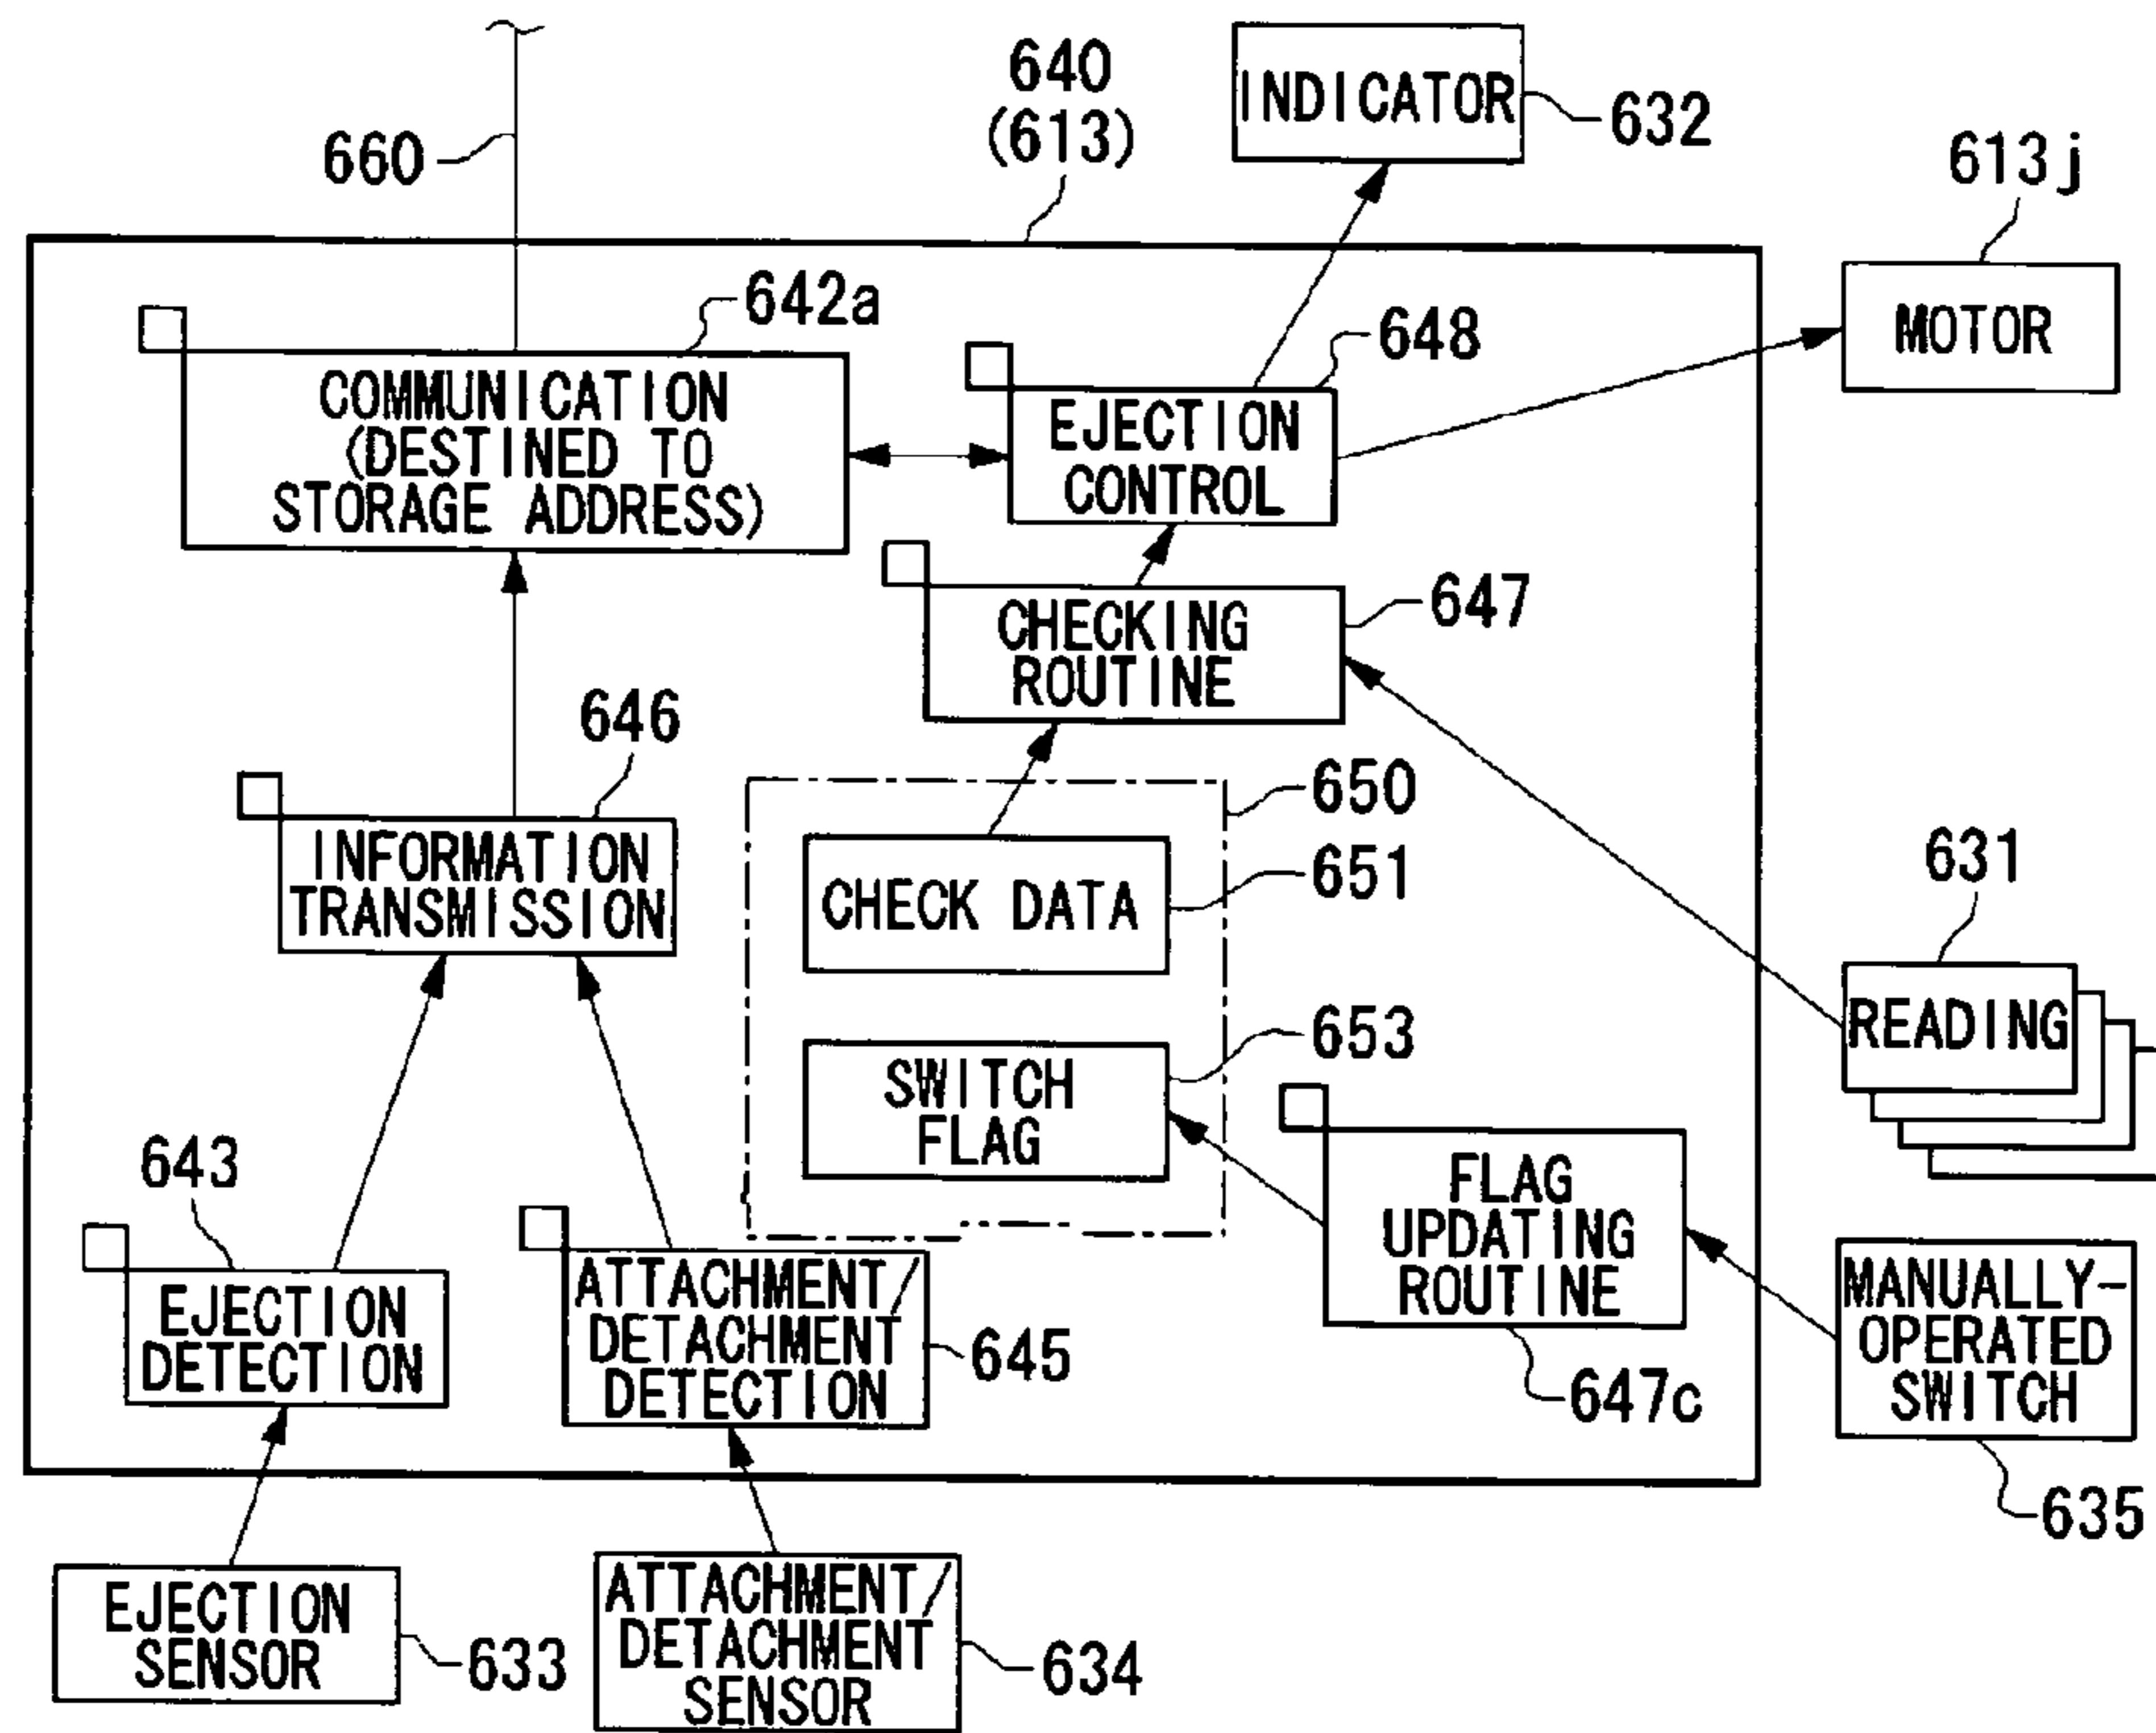 640
(613)
INDICATOR
632
660
613j
MOTOR
642a
648
COMMUNICATION
(DESTINED TO
STORAGE ADDRESS)
EJECTION
CONTROL
647
CHECKING
ROUTINE
646
650
INFORMATION
TRANSMISSION
CHECK DATA
651
631
READING
653
SWITCH
FLAG
643
FLAG
UPDATING
ROUTINE
647c
EJECTION
DETECTION
ATTACHMENT/
DETACHMENT
DETECTION
645
MANUALLY-
OPERATED
SWITCH
635
EJECTION
SENSOR
633
ATTACHMENT/
DETACHMENT
SENSOR
634